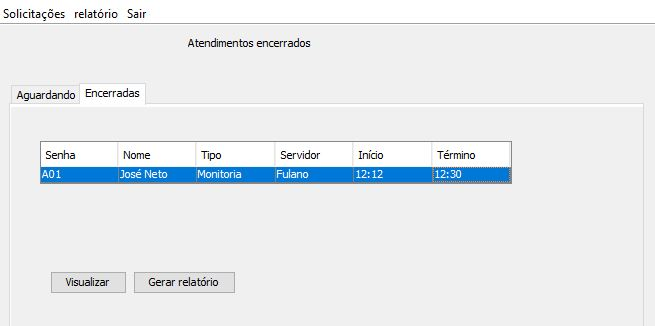 Solicitações relatório Sair
Atendimentos encerrados
Aguardando Encerradas
Senha Nome Tipo Servidor Início Término
A01 José Neto Monitoria Fulano 12:12 12:30
Visualizar Gerar relatório